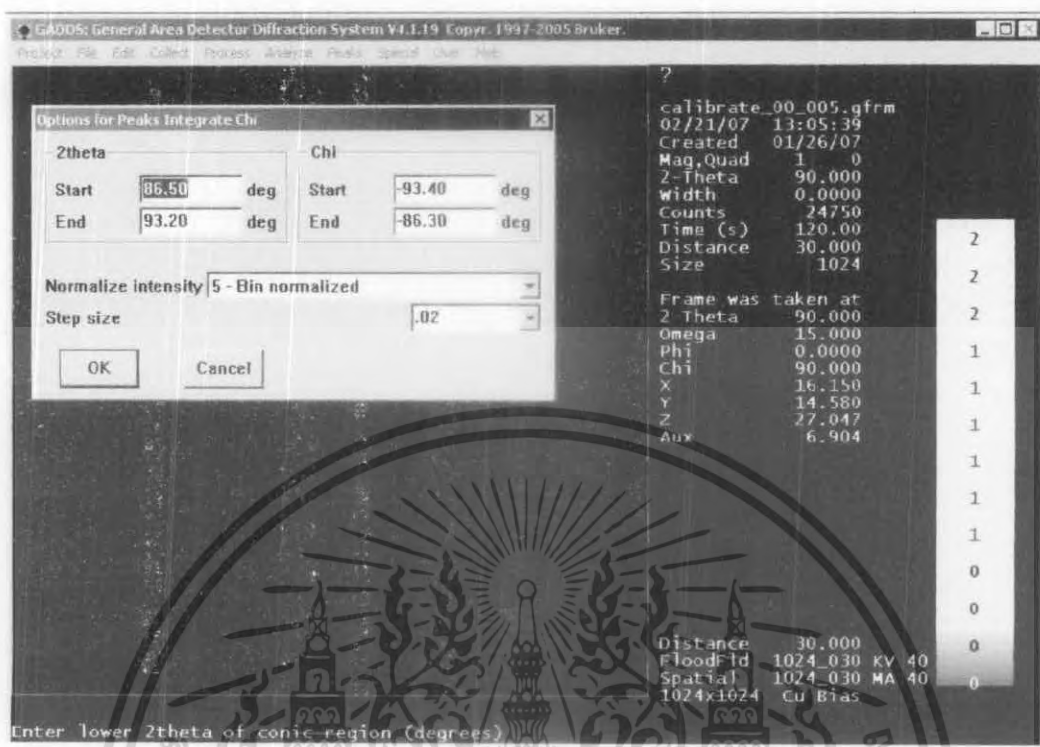 GADDS: General Area Detector Diffraction System V4.1.19 Copyr. 1997-2005 Bruker.
Project File Edit Collect Process Analyze Peaks Special User Help
Options for Peaks Integrate Chi
2theta
Start 86.50 deg
End 93.20 deg
Chi
Start -93.40 deg
End -86.30 deg
Normalize intensity 5 - Bin normalized
Step size .02
OK Cancel
?
calibrate_00_005.gfrm
02/21/07 13:05:39
Created 01/26/07
Mag,Quad 1 0
2-Theta 90.000
Width 0.0000
Counts 24750
Time (s) 120.00
Distance 30.000
Size 1024
Frame was taken at
2 Theta 90.000
Omega 15.000
Phi 0.0000
Chi 90.000
X 16.150
Y 14.580
Z 27.047
Aux 6.904
Distance 30.000
FloodFld 1024_030 KV 40
Spatial 1024_030 MA 40
1024x1024 Cu Bias
2
2
2
1
1
1
1
1
1
0
0
0
0
Enter lower 2theta of conic region (degrees)